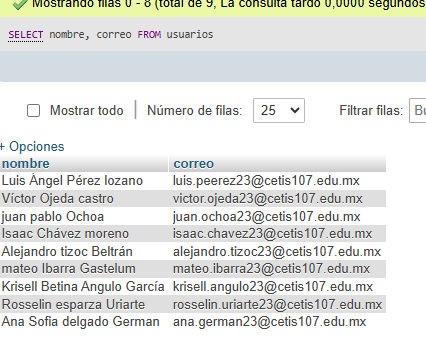 Mostrando filas 0 - 8 (total de 9, La consulta tardó 0,0000 segundos
SELECT nombre, correo FROM usuarios
Mostrar todo | Número de filas: 25 Filtrar filas: Bu
+ Opciones
nombre correo
Luis Ángel Pérez lozano luis.peerez23@cetis107.edu.mx
Víctor Ojeda castro victor.ojeda23@cetis107.edu.mx
juan pablo Ochoa juan.ochoa23@cetis107.edu.mx
Isaac Chávez moreno isaac.chavez23@cetis107.edu.mx
Alejandro tizoc Beltrán alejandro.tizoc23@cetis107.edu.mx
mateo Ibarra Gastelum mateo.ibarra23@cetis107.edu.mx
Krisell Betina Angulo García krisell.angulo23@cetis107.edu.mx
Rosselin esparza Uriarte rosselin.uriarte23@cetis107.edu.mx
Ana Sofia delgado German ana.german23@cetis107.edu.mx